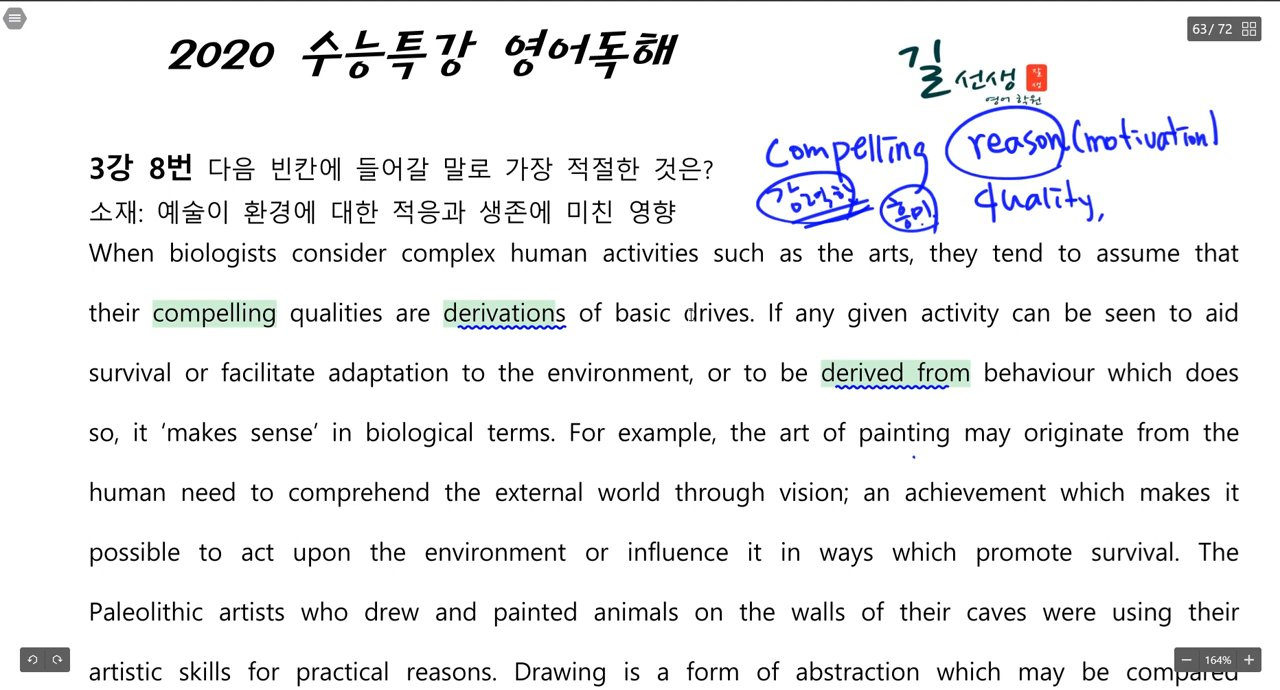 63/ 72
2020 수능특강 영어독해
길 선생
영어 학원
compelling reason (motivation)
강력한 흥미 quality,
3강 8번 다음 빈칸에 들어갈 말로 가장 적절한 것은?
소재: 예술이 환경에 대한 적응과 생존에 미친 영향
When biologists consider complex human activities such as the arts, they tend to assume that
their compelling qualities are derivations of basic drives. If any given activity can be seen to aid
survival or facilitate adaptation to the environment, or to be derived from behaviour which does
so, it ‘makes sense’ in biological terms. For example, the art of painting may originate from the
human need to comprehend the external world through vision; an achievement which makes it
possible to act upon the environment or influence it in ways which promote survival. The
Paleolithic artists who drew and painted animals on the walls of their caves were using their
artistic skills for practical reasons. Drawing is a form of abstraction which may be compared
164%